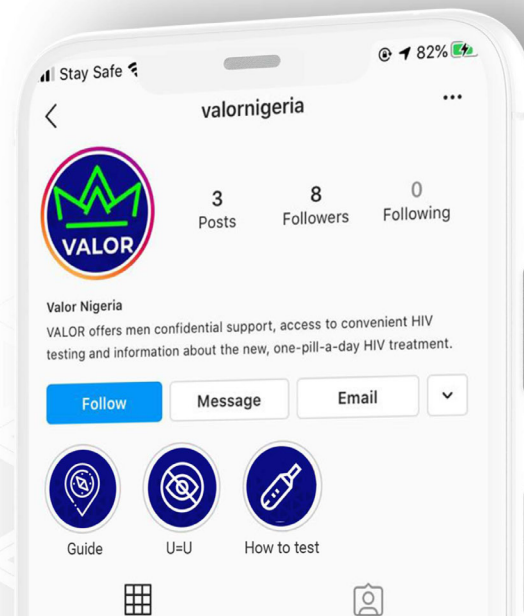 Stay Safe
82%
valornigeria
VALOR
3
Posts
8
Followers
0
Following
Valor Nigeria
VALOR offers men confidential support, access to convenient HIV
testing and information about the new, one-pill-a-day HIV treatment.
Follow
Message
Email
Guide
U=U
How to test